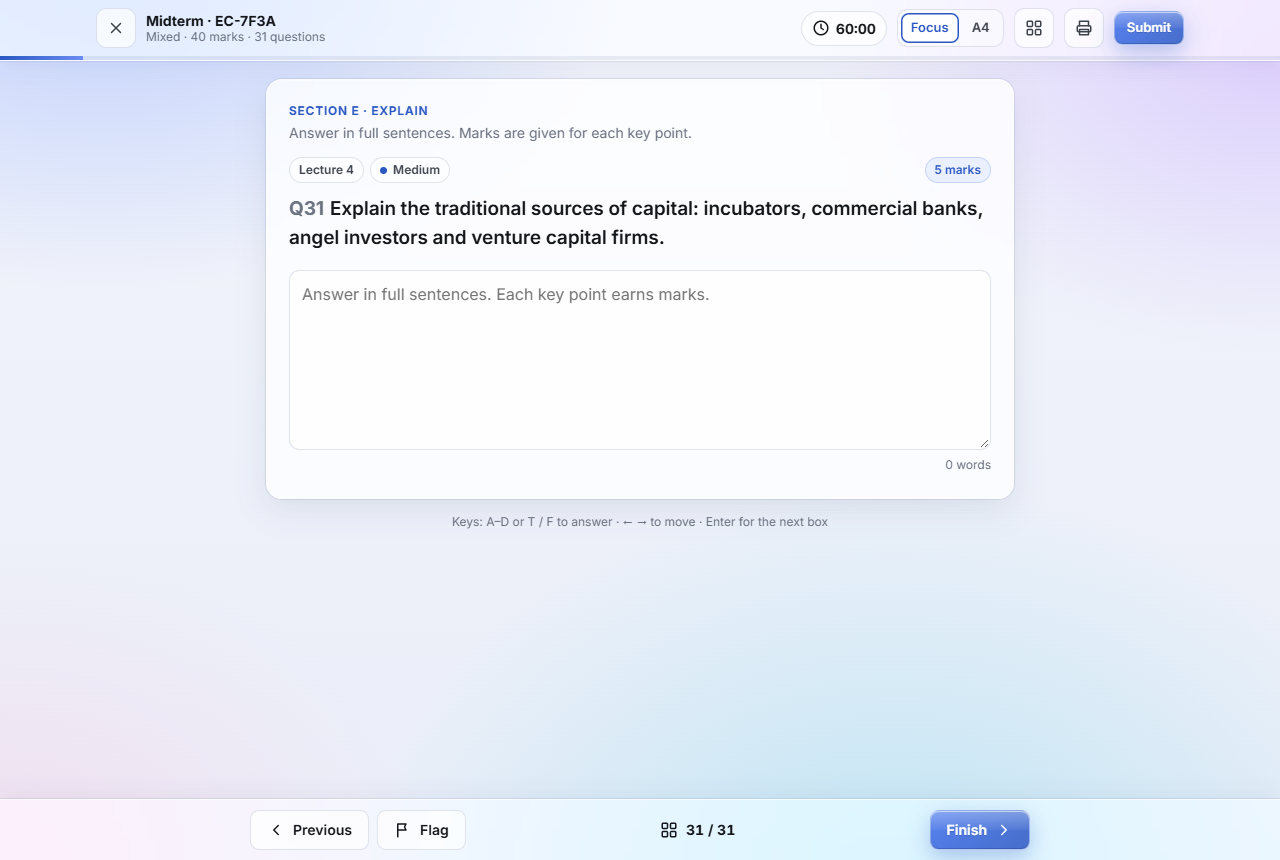 Midterm · EC-7F3A
Mixed · 40 marks · 31 questions
60:00
Focus
A4
Submit
SECTION E · EXPLAIN
Answer in full sentences. Marks are given for each key point.
Lecture 4
Medium
5 marks
Q31 Explain the traditional sources of capital: incubators, commercial banks,
angel investors and venture capital firms.
Answer in full sentences. Each key point earns marks.
0 words
Keys: A–D or T / F to answer · ← → to move · Enter for the next box
Previous
Flag
31 / 31
Finish